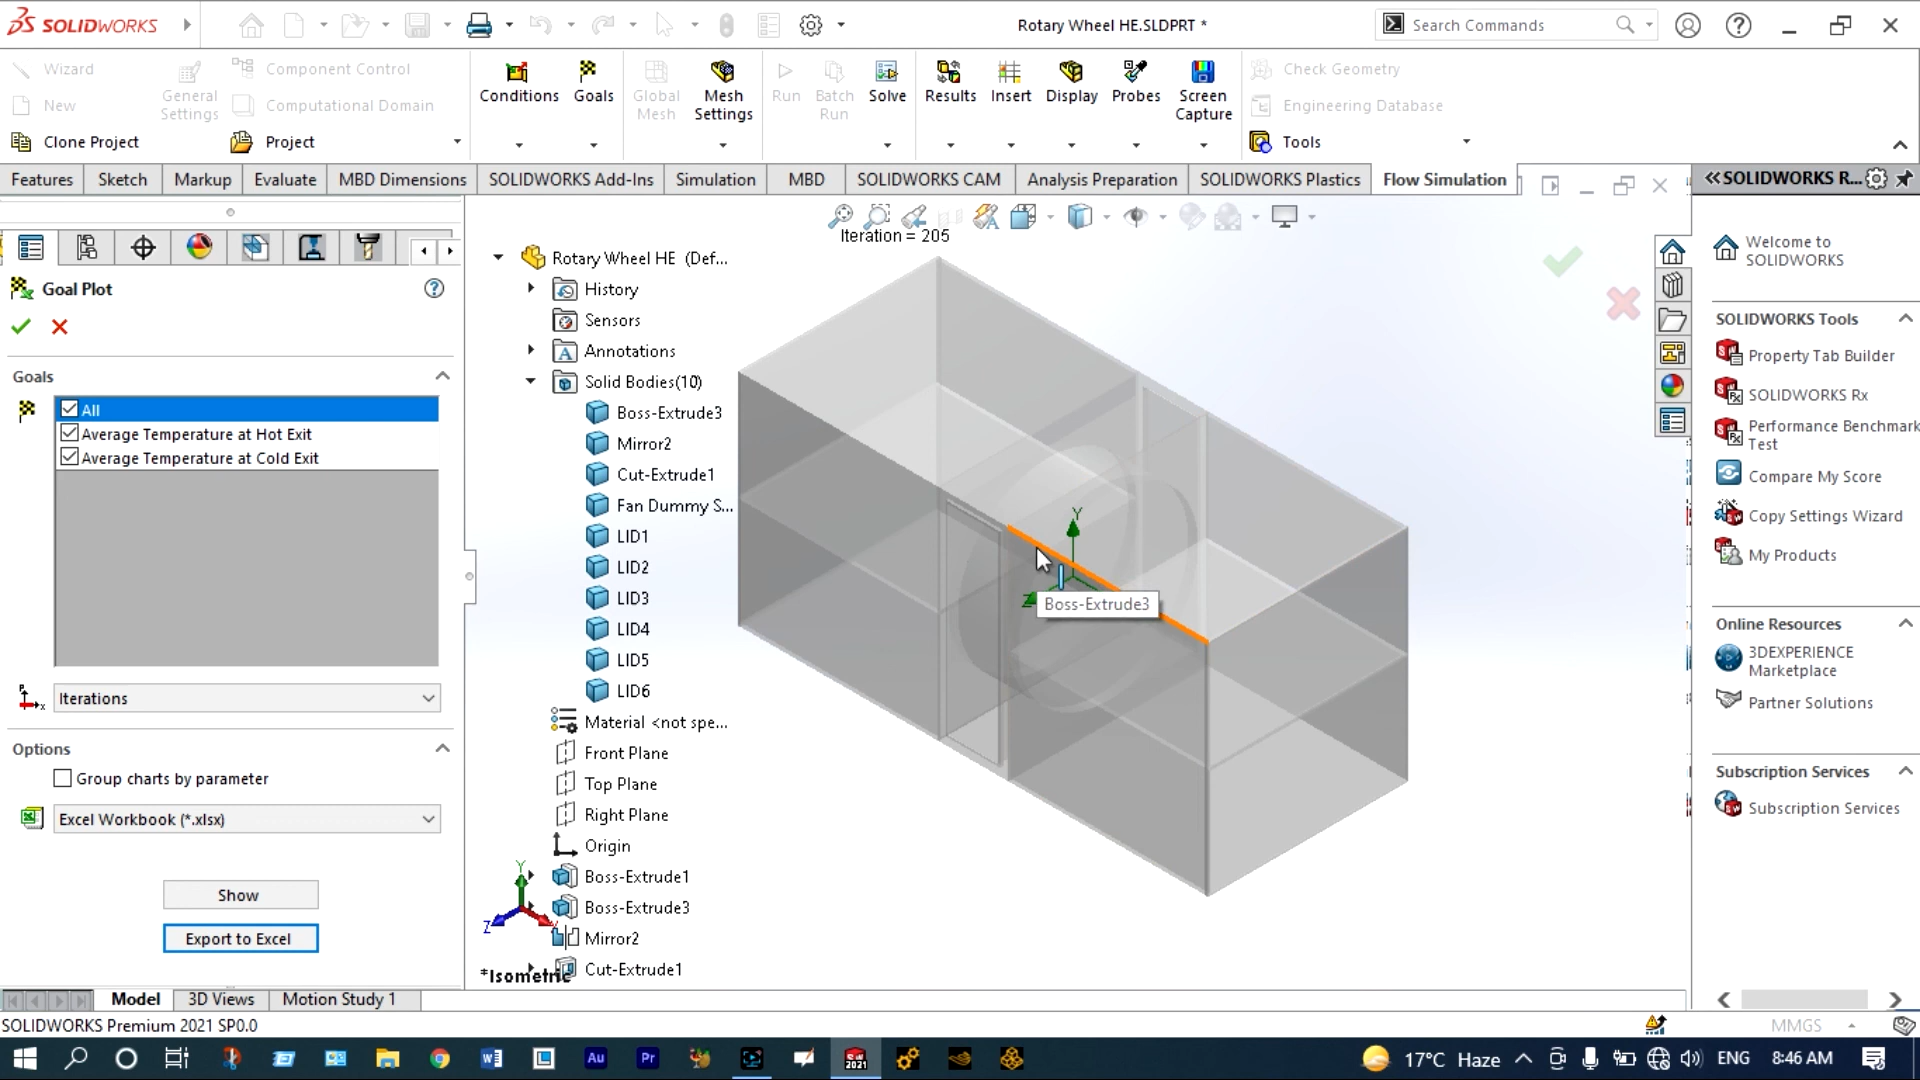 SOLIDWORKS
Rotary Wheel HE.SLDPRT *
Search Commands
Wizard
New
Clone Project
General Settings
Component Control
Computational Domain
Project
Conditions
Goals
Global Mesh
Mesh Settings
Run
Batch Run
Solve
Results
Insert
Display
Probes
Screen Capture
Check Geometry
Engineering Database
Tools
Features
Sketch
Markup
Evaluate
MBD Dimensions
SOLIDWORKS Add-Ins
Simulation
MBD
SOLIDWORKS CAM
Analysis Preparation
SOLIDWORKS Plastics
Flow Simulation
SOLIDWORKS R...
Goal Plot
Goals
All
Average Temperature at Hot Exit
Average Temperature at Cold Exit
Iterations
Options
Group charts by parameter
Excel Workbook (*.xlsx)
Show
Export to Excel
Iteration = 205
Rotary Wheel HE (Def...
History
Sensors
Annotations
Solid Bodies(10)
Boss-Extrude3
Mirror2
Cut-Extrude1
Fan Dummy S...
LID1
LID2
LID3
LID4
LID5
LID6
Material <not spe...
Front Plane
Top Plane
Right Plane
Origin
Boss-Extrude1
Boss-Extrude3
Mirror2
Cut-Extrude1
*Isometric
Y
Z
Y
Z
Boss-Extrude3
Welcome to
SOLIDWORKS
SOLIDWORKS Tools
Property Tab Builder
SOLIDWORKS Rx
Performance Benchmark
Test
Compare My Score
Copy Settings Wizard
My Products
Online Resources
3DEXPERIENCE
Marketplace
Partner Solutions
Subscription Services
Subscription Services
Model
3D Views
Motion Study 1
SOLIDWORKS Premium 2021 SP0.0
MMGS
Au
Pr
17°C Haze
ENG
8:46 AM